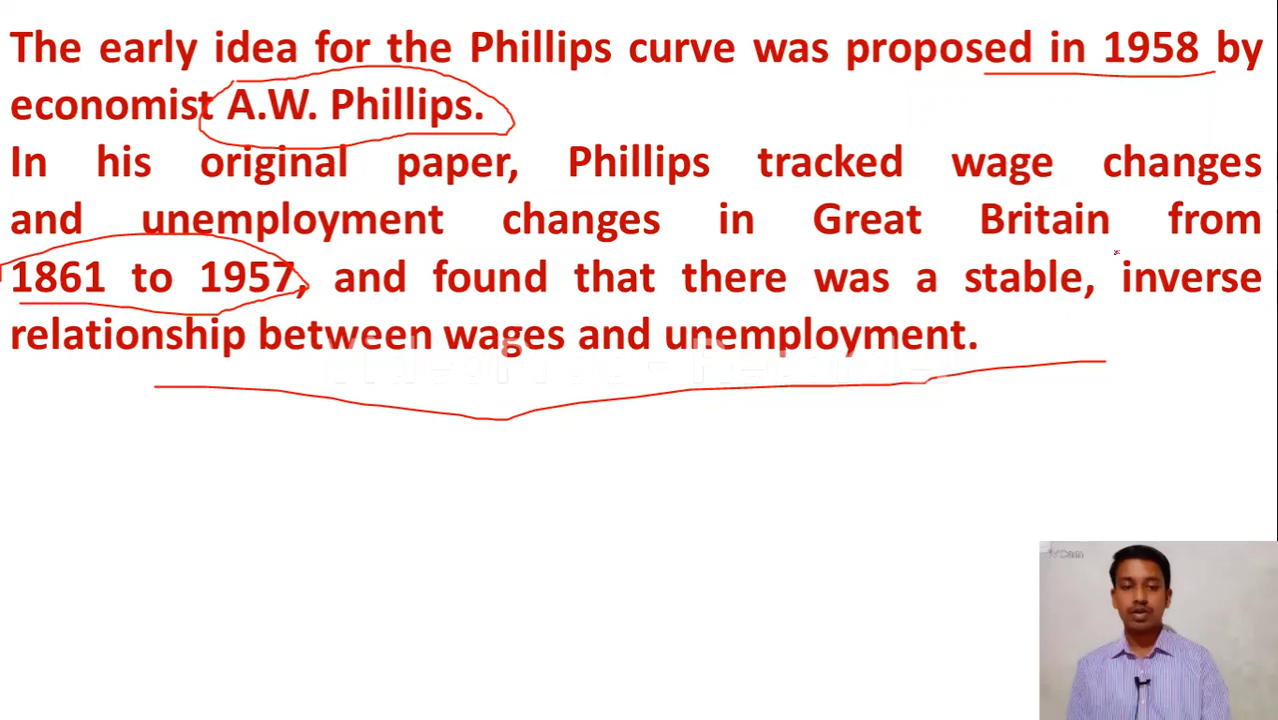 The early idea for the Phillips curve was proposed in 1958 by
economist A.W. Phillips.
In his original paper, Phillips tracked wage changes
and unemployment changes in Great Britain from
1861 to 1957, and found that there was a stable, inverse
relationship between wages and unemployment.
VideoProc - Recorder